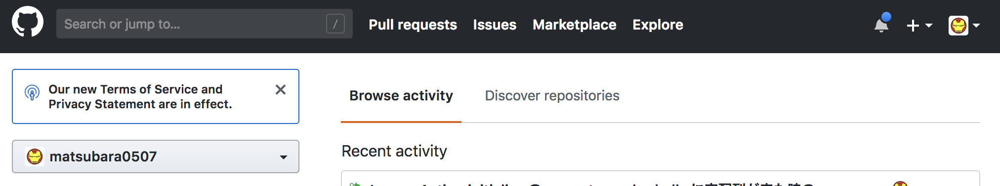 Search or jump to...
/
Pull requests
Issues
Marketplace
Explore
Our new Terms of Service and
Privacy Statement are in effect.
matsubara0507
Browse activity
Discover repositories
Recent activity